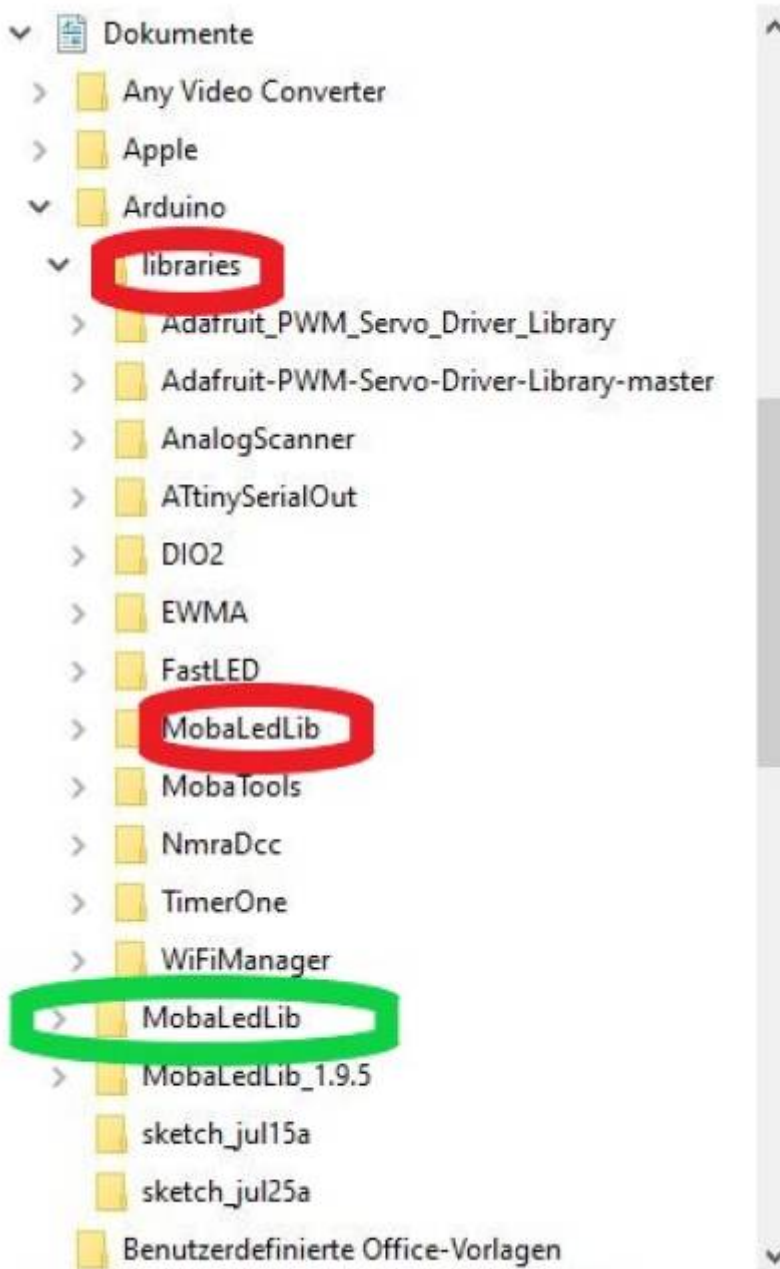 Dokumente
Any Video Converter
Apple
Arduino
libraries
Adafruit_PWM_Servo_Driver_Library
Adafruit-PWM-Servo-Driver-Library-master
AnalogScanner
ATtinySerialOut
DIO2
EWMA
FastLED
MobaLedLib
MobaTools
NmraDcc
TimerOne
WiFiManager
MobaLedLib
MobaLedLib_1.9.5
sketch_jul15a
sketch_jul25a
Benutzerdefinierte Office-Vorlagen